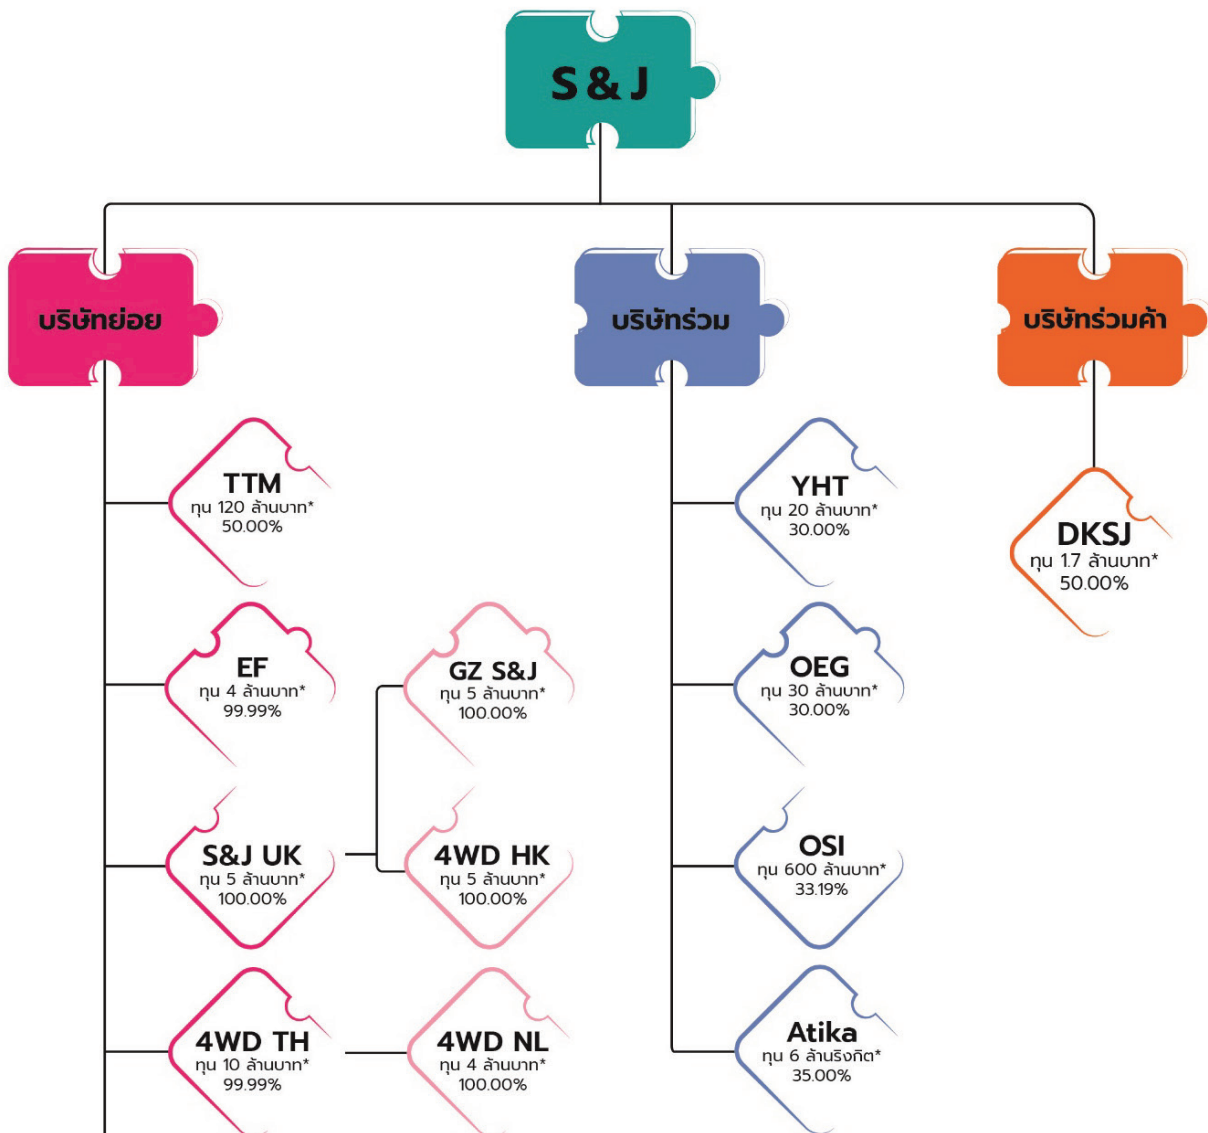 S & J
บริษัทย่อย
บริษัทร่วม
บริษัทร่วมค้า
TTM
ทุน 120 ล้านบาท*
50.00%
YHT
ทุน 20 ล้านบาท*
30.00%
DKSJ
ทุน 1.7 ล้านบาท*
50.00%
EF
ทุน 4 ล้านบาท*
99.99%
GZ S&J
ทุน 5 ล้านบาท*
100.00%
OEG
ทุน 30 ล้านบาท*
30.00%
S&J UK
ทุน 5 ล้านบาท*
100.00%
4WD HK
ทุน 5 ล้านบาท*
100.00%
OSI
ทุน 600 ล้านบาท*
33.19%
4WD TH
ทุน 10 ล้านบาท*
99.99%
4WD NL
ทุน 4 ล้านบาท*
100.00%
Atika
ทุน 6 ล้านริงกิต*
35.00%